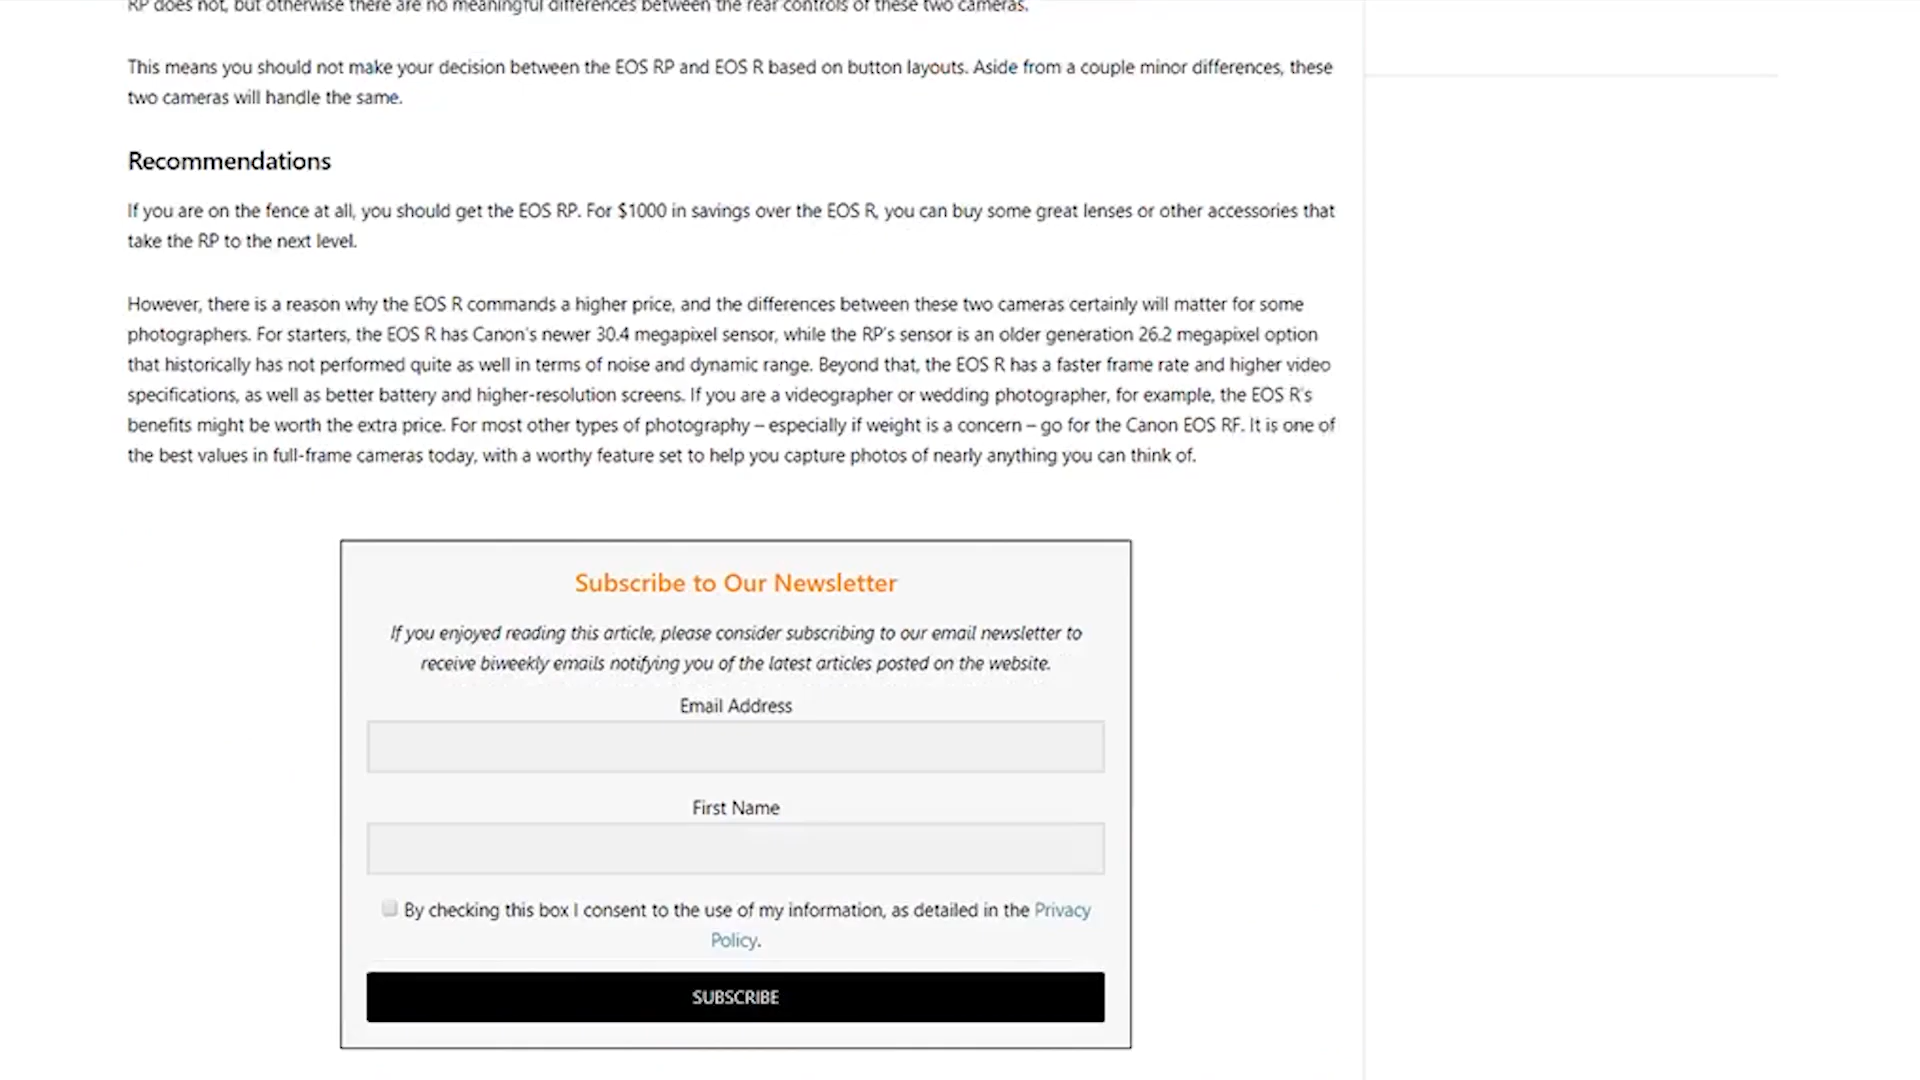 RP does not, but otherwise there are no meaningful differences between the rear controls of these two cameras.
This means you should not make your decision between the EOS RP and EOS R based on button layouts. Aside from a couple minor differences, these
two cameras will handle the same.
Recommendations
If you are on the fence at all, you should get the EOS RP. For $1000 in savings over the EOS R, you can buy some great lenses or other accessories that
take the RP to the next level.
However, there is a reason why the EOS R commands a higher price, and the differences between these two cameras certainly will matter for some
photographers. For starters, the EOS R has Canon's newer 30.4 megapixel sensor, while the RP's sensor is an older generation 26.2 megapixel option
that historically has not performed quite as well in terms of noise and dynamic range. Beyond that, the EOS R has a faster frame rate and higher video
specifications, as well as better battery and higher-resolution screens. If you are a videographer or wedding photographer, for example, the EOS R's
benefits might be worth the extra price. For most other types of photography – especially if weight is a concern – go for the Canon EOS RF. It is one of
the best values in full-frame cameras today, with a worthy feature set to help you capture photos of nearly anything you can think of.
Subscribe to Our Newsletter
If you enjoyed reading this article, please consider subscribing to our email newsletter to
receive biweekly emails notifying you of the latest articles posted on the website.
Email Address
First Name
By checking this box I consent to the use of my information, as detailed in the Privacy
Policy.
SUBSCRIBE